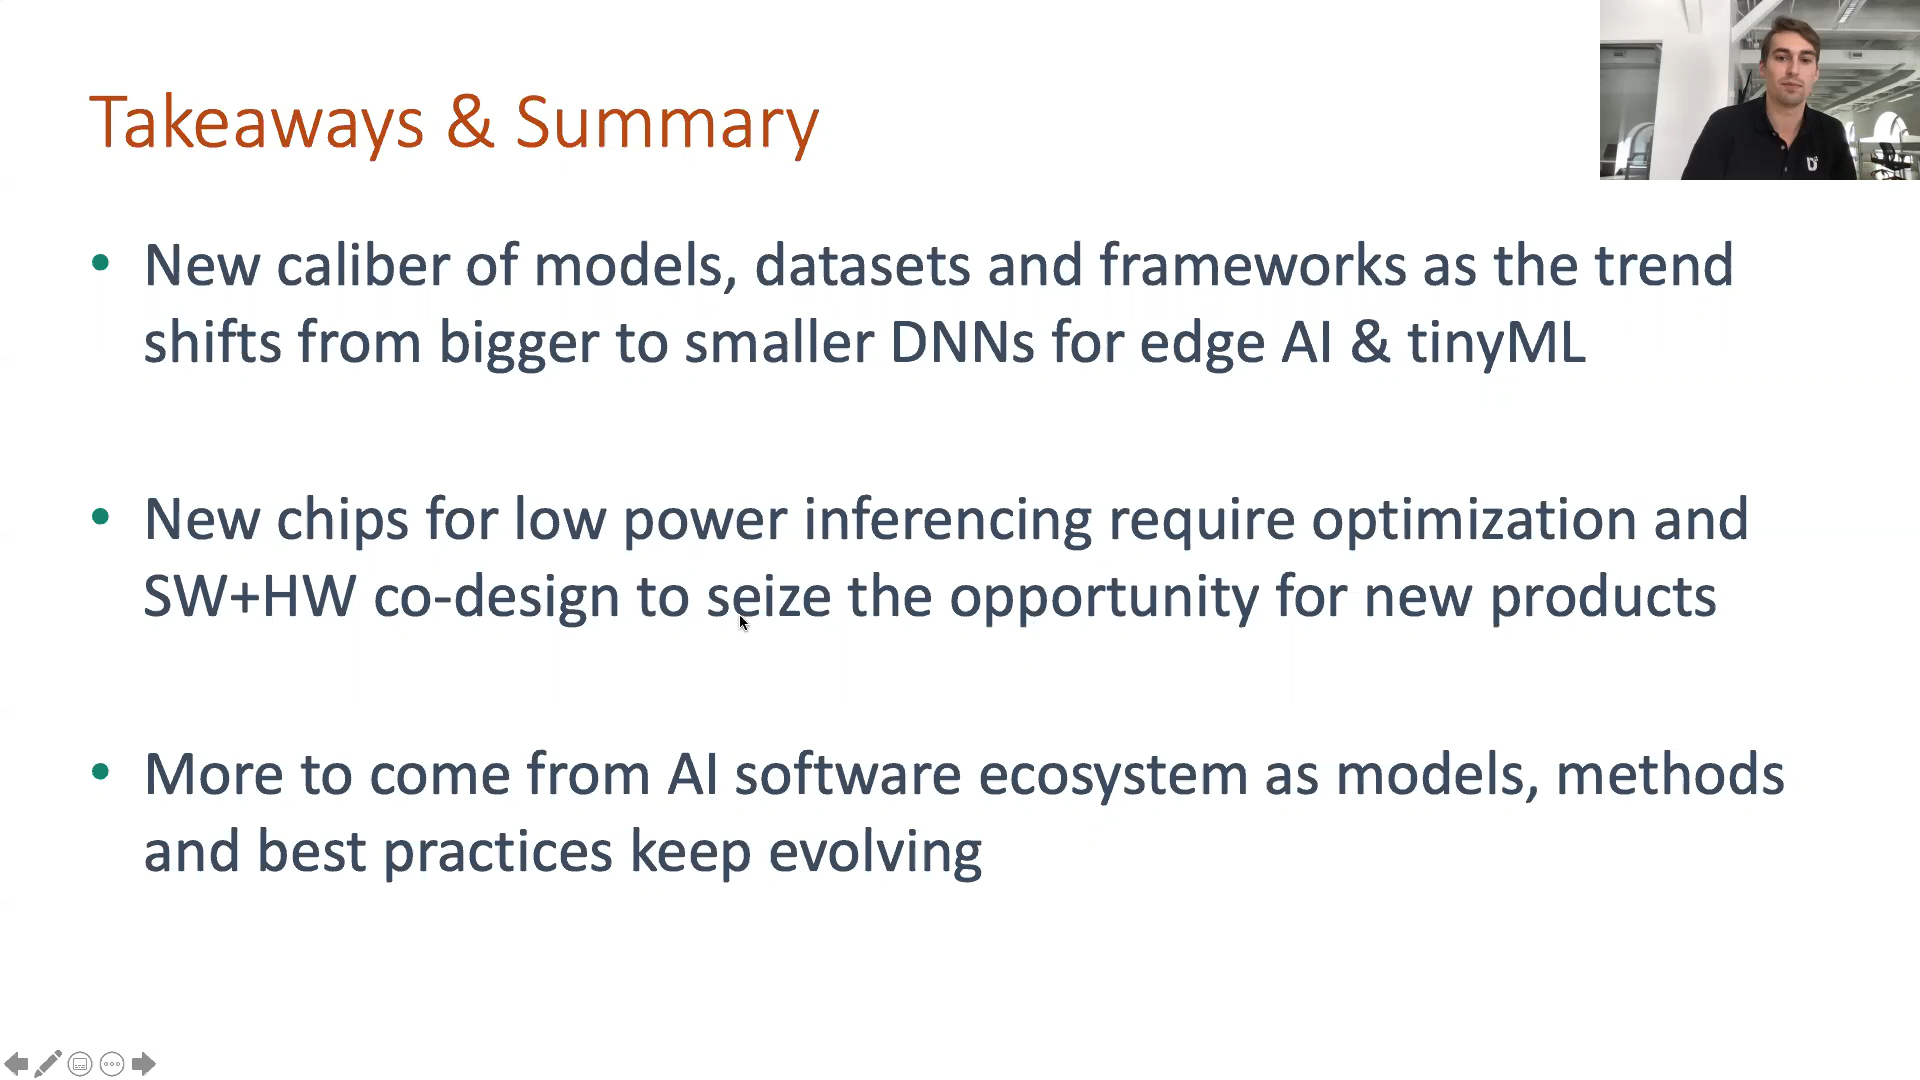 Takeaways & Summary
• New caliber of models, datasets and frameworks as the trend
shifts from bigger to smaller DNNs for edge AI & tinyML
• New chips for low power inferencing require optimization and
SW+HW co-design to seize the opportunity for new products
• More to come from AI software ecosystem as models, methods
and best practices keep evolving